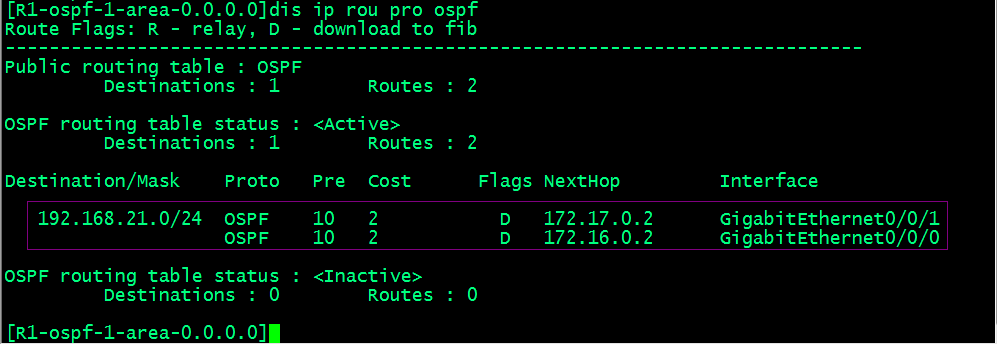 [R1-ospf-1-area-0.0.0.0]dis ip rou pro ospf
Route Flags: R - relay, D - download to fib
------------------------------------------------------------------------------
Public routing table : OSPF
         Destinations : 1        Routes : 2

OSPF routing table status : <Active>
         Destinations : 1        Routes : 2

Destination/Mask    Proto   Pre  Cost      Flags NextHop         Interface

   192.168.21.0/24  OSPF    10   2           D   172.17.0.2      GigabitEthernet0/0/1
                    OSPF    10   2           D   172.16.0.2      GigabitEthernet0/0/0

OSPF routing table status : <Inactive>
         Destinations : 0        Routes : 0

[R1-ospf-1-area-0.0.0.0]